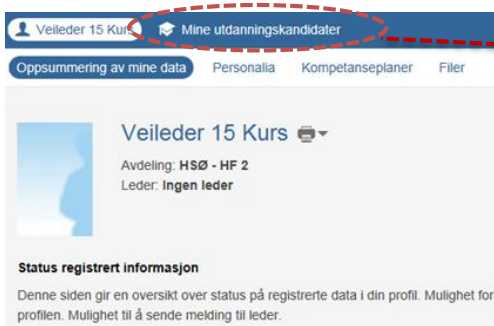 Veileder 15 Kurs Mine utdanningskandidater
Oppsummering av mine data Personalia Kompetanseplaner Filer
Veileder 15 Kurs
Avdeling: HSØ - HF 2
Leder: Ingen leder
Status registrert informasjon
Denne siden gir en oversikt over status på registrerte data i din profil. Mulighet for
profilen. Mulighet til å sende melding til leder.